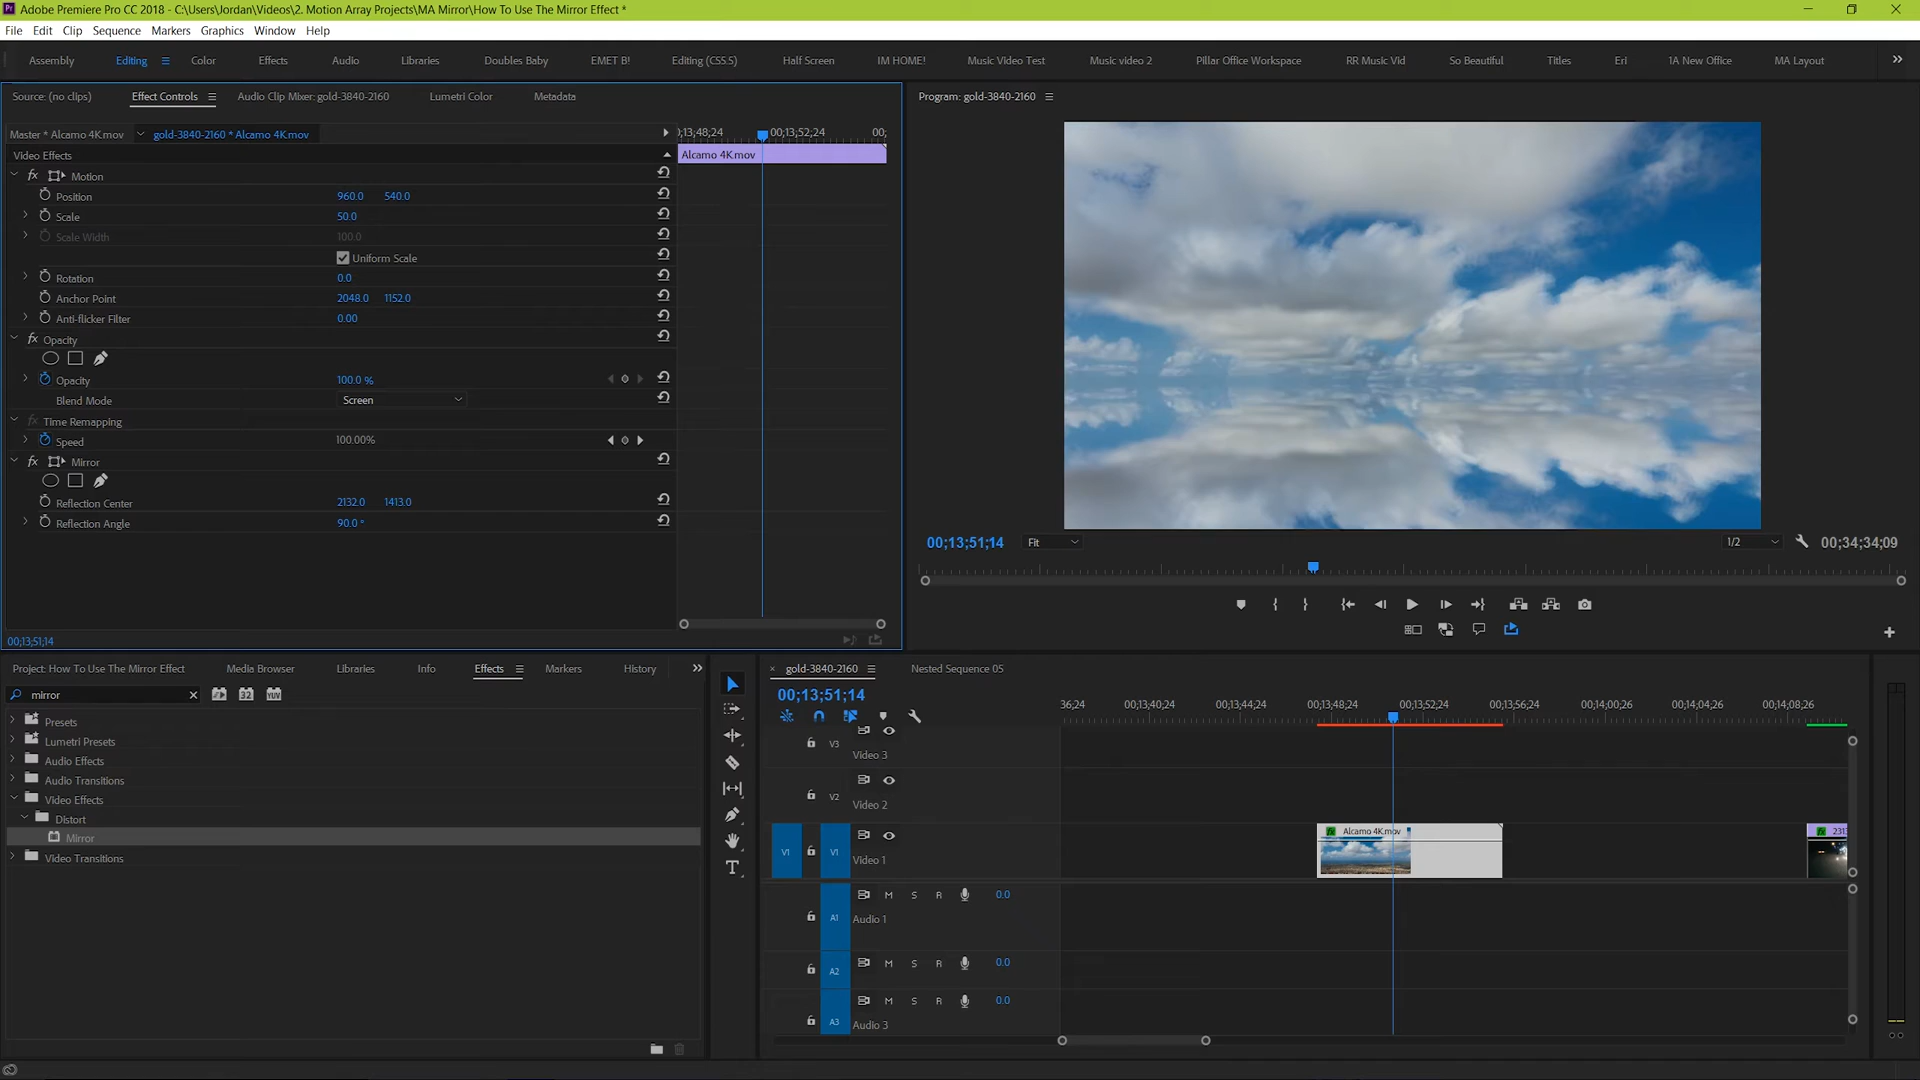 Adobe Premiere Pro CC 2018 - C:\Users\Jordan\Videos\2. Motion Array Projects\MA Mirror\How To Use The Mirror Effect *
File Edit Clip Sequence Markers Graphics Window Help
Assembly Editing Color Effects Audio Libraries Doubles Baby EMET B! Editing (CS5.5) Half Screen IM HOME! Music Video Test Music video 2 Pillar Office Workspace RR Music Vid So Beautiful Titles Eri 1A New Office MA Layout
Source: (no clips) Effect Controls Audio Clip Mixer: gold-3840-2160 Lumetri Color Metadata
Program: gold-3840-2160
Master * Alcamo 4K.mov gold-3840-2160 * Alcamo 4K.mov
;13;48;24 00;13;52;24 00;
Video Effects
Alcamo 4K.mov
fx Motion
Position 960.0 540.0
Scale 50.0
Scale Width 100.0
Uniform Scale
Rotation 0.0
Anchor Point 2048.0 1152.0
Anti-flicker Filter 0.00
fx Opacity
Opacity 100.0 %
Blend Mode Screen
fx Time Remapping
Speed 100.00%
fx Mirror
Reflection Center 2132.0 1413.0
Reflection Angle 90.0 °
00;13;51;14
00;13;51;14 Fit 1/2 00;34;34;09
Project: How To Use The Mirror Effect Media Browser Libraries Info Effects Markers History
mirror
32 YUV
Presets
Lumetri Presets
Audio Effects
Audio Transitions
Video Effects
Distort
Mirror
Video Transitions
gold-3840-2160 Nested Sequence 05
00;13;51;14
36;24 00;13;40;24 00;13;44;24 00;13;48;24 00;13;52;24 00;13;56;24 00;14;00;26 00;14;04;26 00;14;08;26
V3
Video 3
V2
Video 2
V1 V1
Video 1
fx Alcamo 4K.mov
fx 231
A1 M S R 0.0
Audio 1
A2 M S R 0.0
A3 M S R 0.0
Audio 3